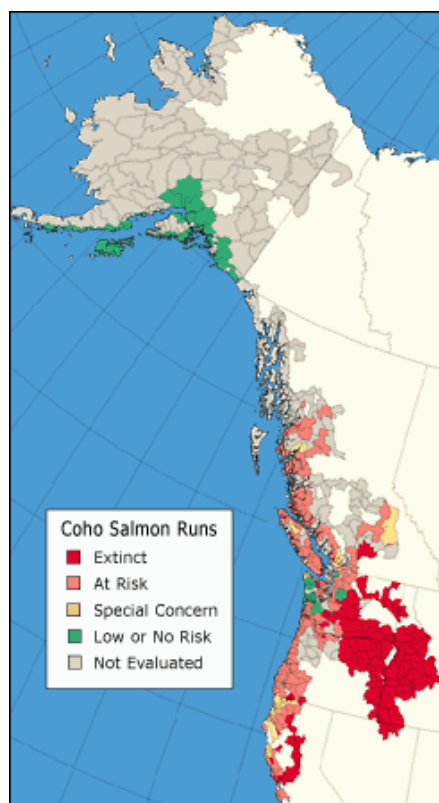 Coho Salmon Runs
Extinct
At Risk
Special Concern
Low or No Risk
Not Evaluated